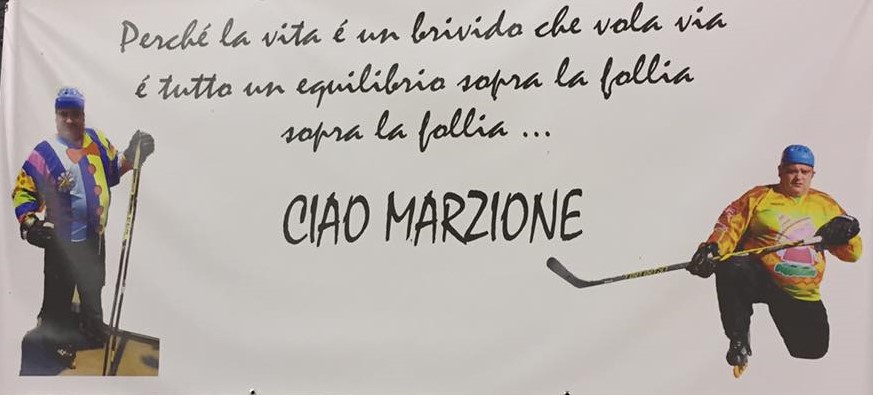 Perché la vita é un brivido che vola via
é tutto un equilibrio sopra la follia
sopra la follia ...
CIAO MARZIONE